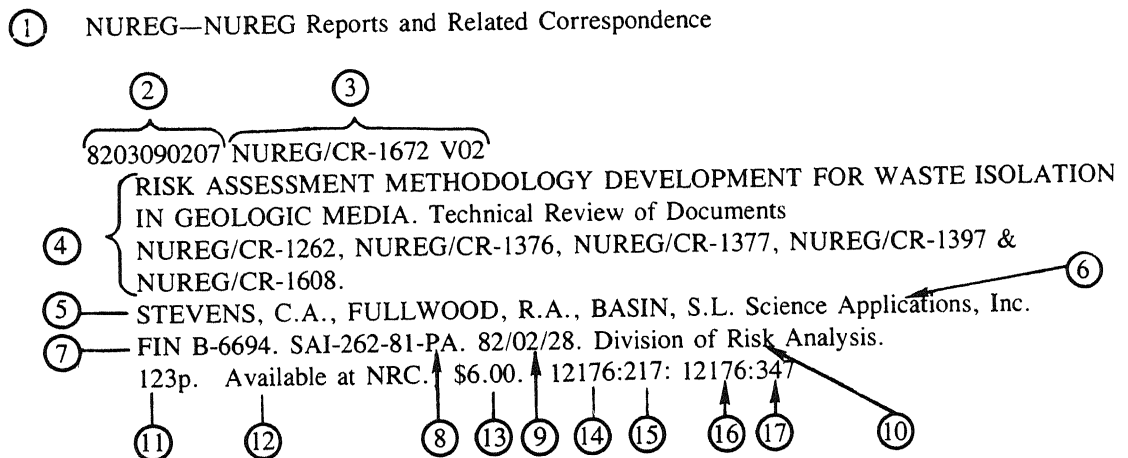 ① NUREG—NUREG Reports and Related Correspondence
② ③
8203090207 NUREG/CR-1672 V02
RISK ASSESSMENT METHODOLOGY DEVELOPMENT FOR WASTE ISOLATION
IN GEOLOGIC MEDIA. Technical Review of Documents
④ NUREG/CR-1262, NUREG/CR-1376, NUREG/CR-1377, NUREG/CR-1397 &
NUREG/CR-1608. ⑥
⑤ STEVENS, C.A., FULLWOOD, R.A., BASIN, S.L. Science Applications, Inc.
⑦ FIN B-6694. SAI-262-81-PA. 82/02/28. Division of Risk Analysis.
123p. Available at NRC. $6.00. 12176:217: 12176:347
⑪ ⑫ ⑧ ⑬ ⑨ ⑭ ⑮ ⑯ ⑰ ⑩